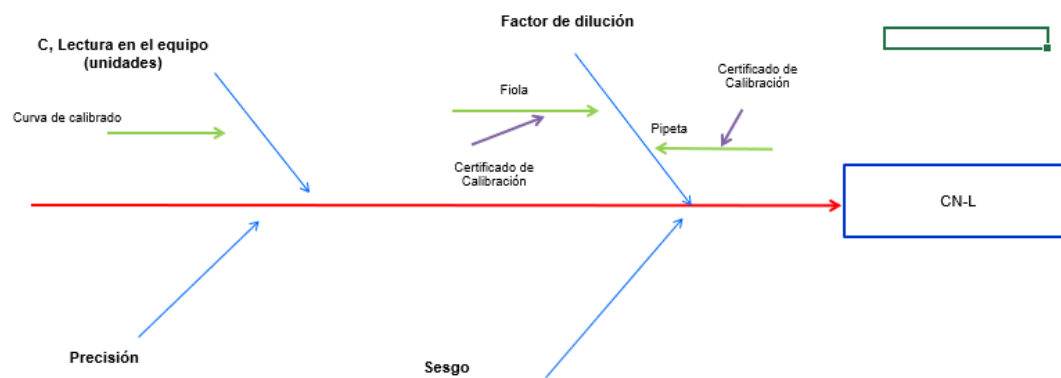 Factor de dilución
C, Lectura en el equipo
(unidades)
Certificado de
Calibración
Fiola
Curva de calibrado
Pipeta
Certificado de
Calibración
CN-L
Precisión
Sesgo